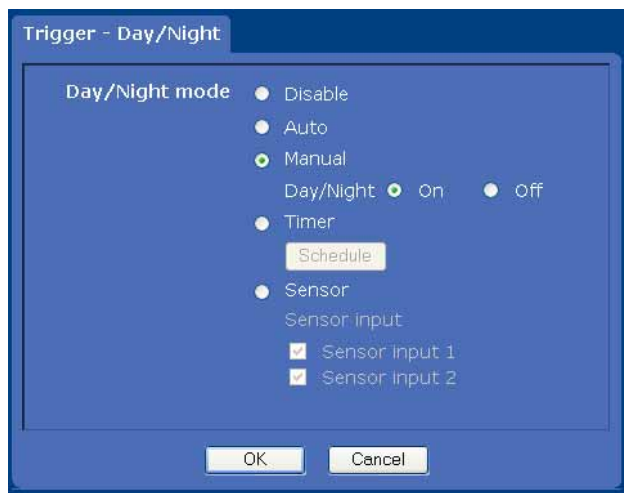 Trigger - Day/Night
Day/Night mode
Disable
Auto
Manual
Day/Night On Off
Timer
Schedule
Sensor
Sensor input
Sensor input 1
Sensor input 2
OK Cancel